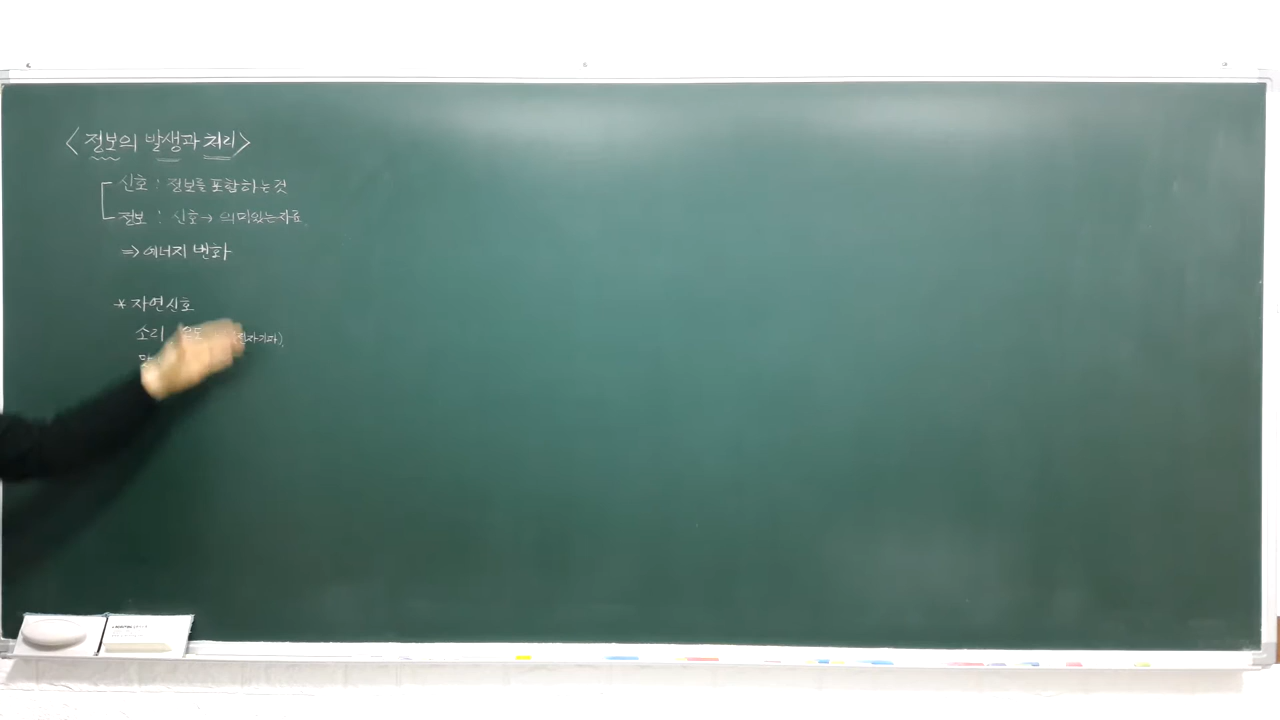 <정보의 발생과 처리>
신호 : 정보를 포함하는 것
정보 : 신호→ 의미있는 자료.
⇒ 에너지 변화
* 자연신호
소리 (전자기파),